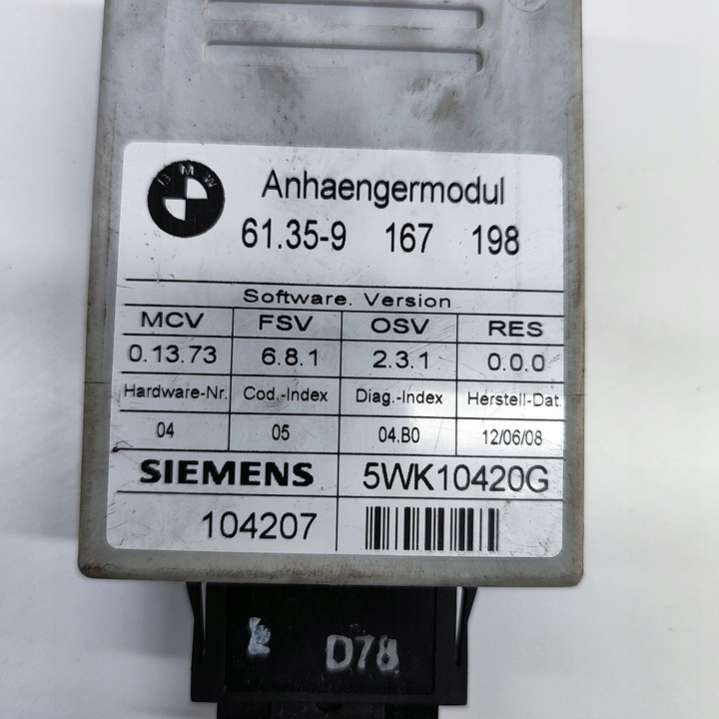 BMW
Anhaengermodul
61.35-9 167 198
Software. Version
MCV FSV OSV RES
0.13.73 6.8.1 2.3.1 0.0.0
Hardware-Nr. Cod.-Index Diag.-Index Herstell-Dat
04 05 04.B0 12/06/08
SIEMENS 5WK10420G
104207
D78